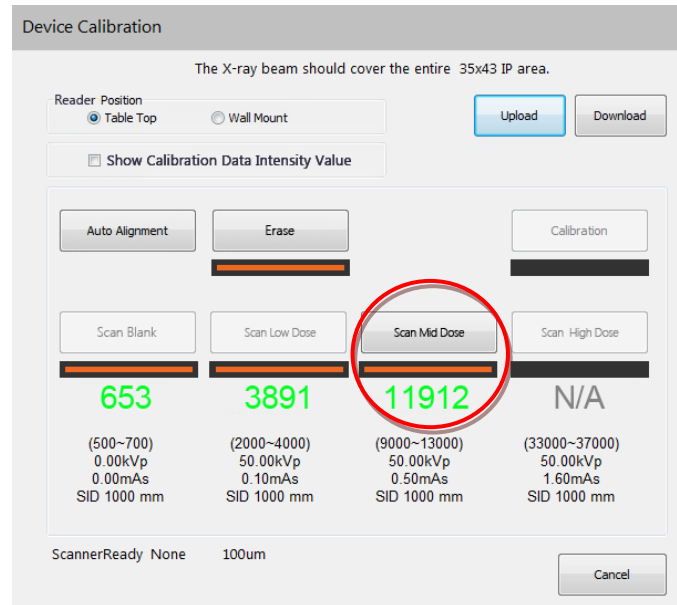 Device Calibration
The X-ray beam should cover the entire 35x43 IP area.
Reader Position
Table Top Wall Mount
Upload Download
Show Calibration Data Intensity Value
Auto Alignment Erase Calibration
Scan Blank Scan Low Dose Scan Mid Dose Scan High Dose
653 3891 11912 N/A
(500~700) (2000~4000) (9000~13000) (33000~37000)
0.00kVp 50.00kVp 50.00kVp 50.00kVp
0.00mAs 0.10mAs 0.50mAs 1.60mAs
SID 1000 mm SID 1000 mm SID 1000 mm SID 1000 mm
ScannerReady None 100um
Cancel